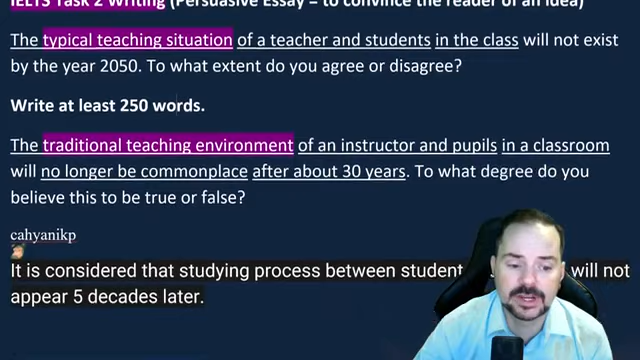 IELTS Task 2 Writing (Persuasive Essay = to convince the reader of an idea)
The typical teaching situation of a teacher and students in the class will not exist
by the year 2050. To what extent do you agree or disagree?
Write at least 250 words.
The traditional teaching environment of an instructor and pupils in a classroom
will no longer be commonplace after about 30 years. To what degree do you
believe this to be true or false?
cahyanikp
It is considered that studying process between student will not
appear 5 decades later.